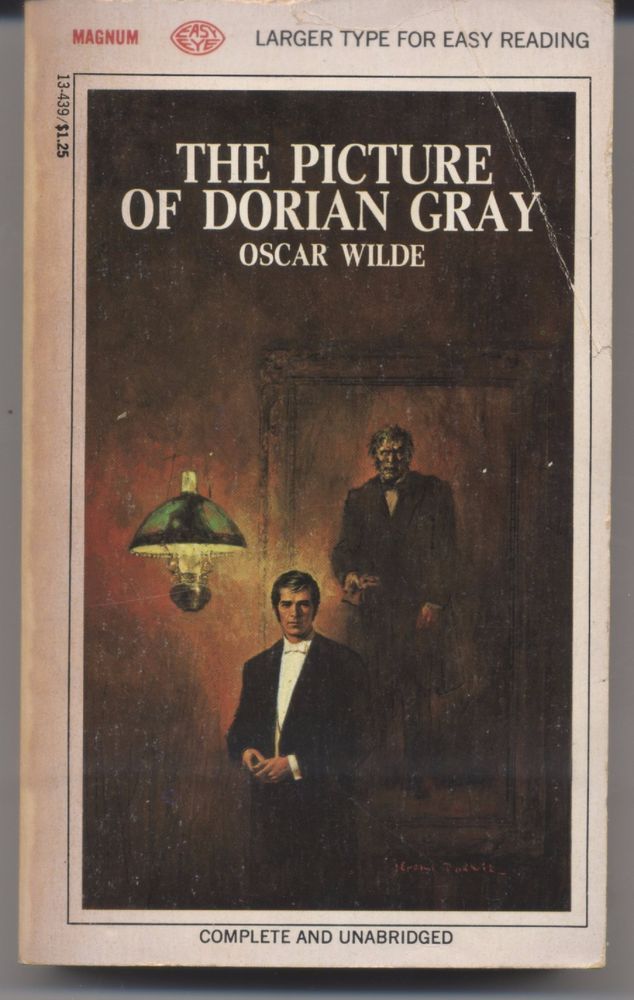 MAGNUM
EASY
EYE
LARGER TYPE FOR EASY READING
13-439/$1.25
THE PICTURE
OF DORIAN GRAY
OSCAR WILDE
COMPLETE AND UNABRIDGED